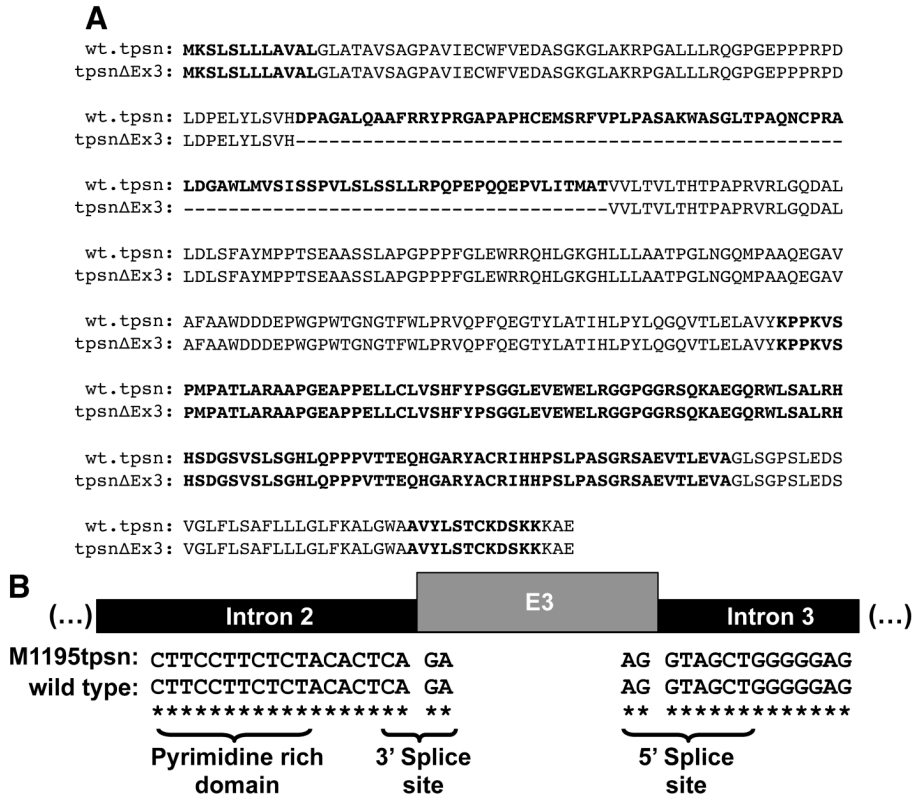 A
wt.tpsn: MKSLSLLLAVALGLATAVSAGPAVIECWFVEDASGKGLAKRPGALLLRQGPGEPPPRPD
tpsnΔEx3: MKSLSLLLAVALGLATAVSAGPAVIECWFVEDASGKGLAKRPGALLLRQGPGEPPPRPD
wt.tpsn: LDPELYLSVHDPAGALQAAFRRYPRGAPAPHCEMSRFVPLPASAKWASGLTPAQNCPRA
tpsnΔEx3: LDPELYLSVH-------------------------------------------------
wt.tpsn: LDGAWLMVSISSPVLSLSSLLRPQPEPQQEPVLITMATVVLTVLTHTPAPRVRLGQDAL
tpsnΔEx3: --------------------------------------VVLTVLTHTPAPRVRLGQDAL
wt.tpsn: LDLSFAYMPPTSEAASSLAPGPPPFGLEWRRQHLGKGHLLLAATPGLNGQMPAAQEGAV
tpsnΔEx3: LDLSFAYMPPTSEAASSLAPGPPPFGLEWRRQHLGKGHLLLAATPGLNGQMPAAQEGAV
wt.tpsn: AFAAWDDDEPWGPWTGNGTFWLPRVQPFQEGTYLATIHLPYLQGQVTLELAVYKPPKVS
tpsnΔEx3: AFAAWDDDEPWGPWTGNGTFWLPRVQPFQEGTYLATIHLPYLQGQVTLELAVYKPPKVS
wt.tpsn: PMPATLARAAPGEAPPELLCLVSHFYPSGGLEVEWELRGGPGGRSQKAEGQRWLSALRH
tpsnΔEx3: PMPATLARAAPGEAPPELLCLVSHFYPSGGLEVEWELRGGPGGRSQKAEGQRWLSALRH
wt.tpsn: HSDGSVSLSGHLQPPPVTTEQHGARYACRIHHPSLPASGRSAEVTLEVAGLSGPSLEDS
tpsnΔEx3: HSDGSVSLSGHLQPPPVTTEQHGARYACRIHHPSLPASGRSAEVTLEVAGLSGPSLEDS
wt.tpsn: VGLFLSAFLLLGLFKALGWAAVYLSTCKDSKKKAE
tpsnΔEx3: VGLFLSAFLLLGLFKALGWAAVYLSTCKDSKKKAE
B
(...) Intron 2 E3 Intron 3 (...)
M1195tpsn: CTTCCTTCTCTACACTCA GA AG GTAGCTGGGGGAG
wild type: CTTCCTTCTCTACACTCA GA AG GTAGCTGGGGGAG
****************** ** ** *************
Pyrimidine rich domain
3' Splice site
5' Splice site